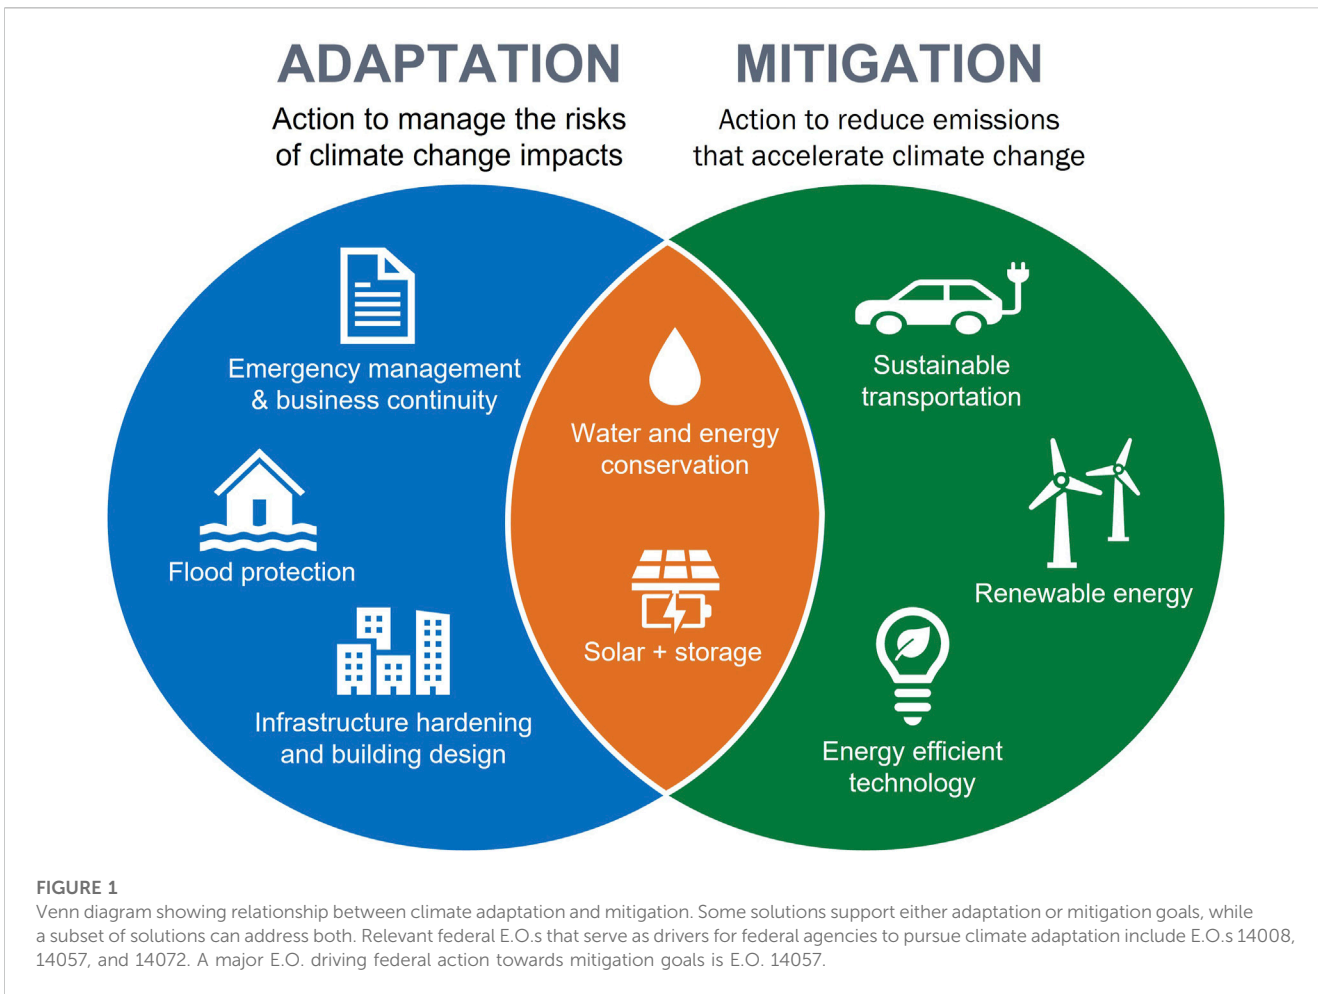 ADAPTATION
Action to manage the risks
of climate change impacts
MITIGATION
Action to reduce emissions
that accelerate climate change
Emergency management
& business continuity
Flood protection
Infrastructure hardening
and building design
Water and energy
conservation
Solar + storage
Sustainable
transportation
Renewable energy
Energy efficient
technology
FIGURE 1
Venn diagram showing relationship between climate adaptation and mitigation. Some solutions support either adaptation or mitigation goals, while
a subset of solutions can address both. Relevant federal E.O.s that serve as drivers for federal agencies to pursue climate adaptation include E.O.s 14008,
14057, and 14072. A major E.O. driving federal action towards mitigation goals is E.O. 14057.